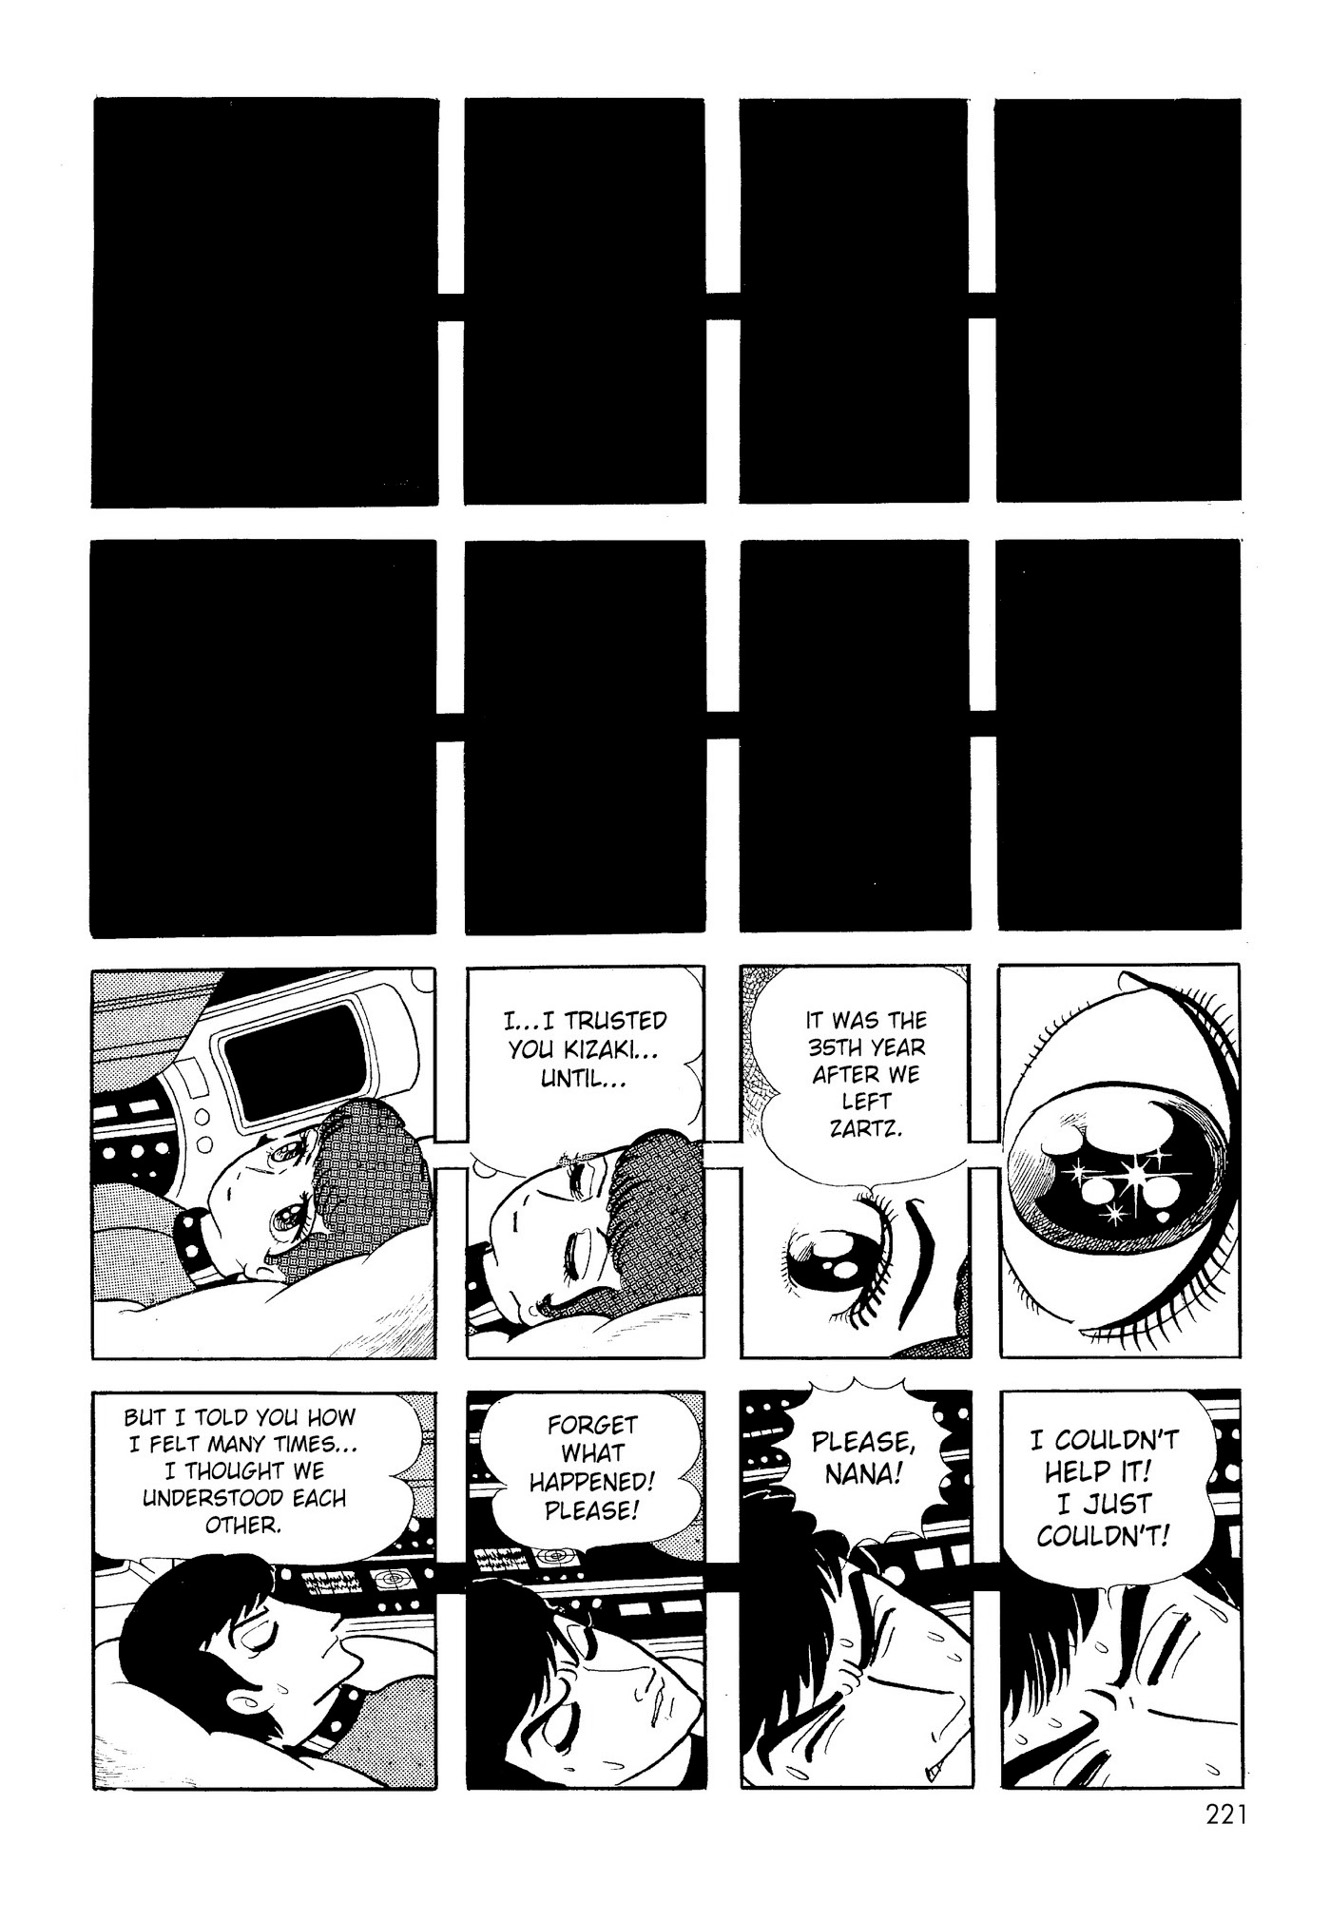 I...I TRUSTED
YOU KIZAKI...
UNTIL...
IT WAS THE
35TH YEAR
AFTER WE
LEFT
ZARTZ.
BUT I TOLD YOU HOW
I FELT MANY TIMES...
I THOUGHT WE
UNDERSTOOD EACH
OTHER.
FORGET
WHAT
HAPPENED!
PLEASE!
PLEASE,
NANA!
I COULDN'T
HELP IT!
I JUST
COULDN'T!
221